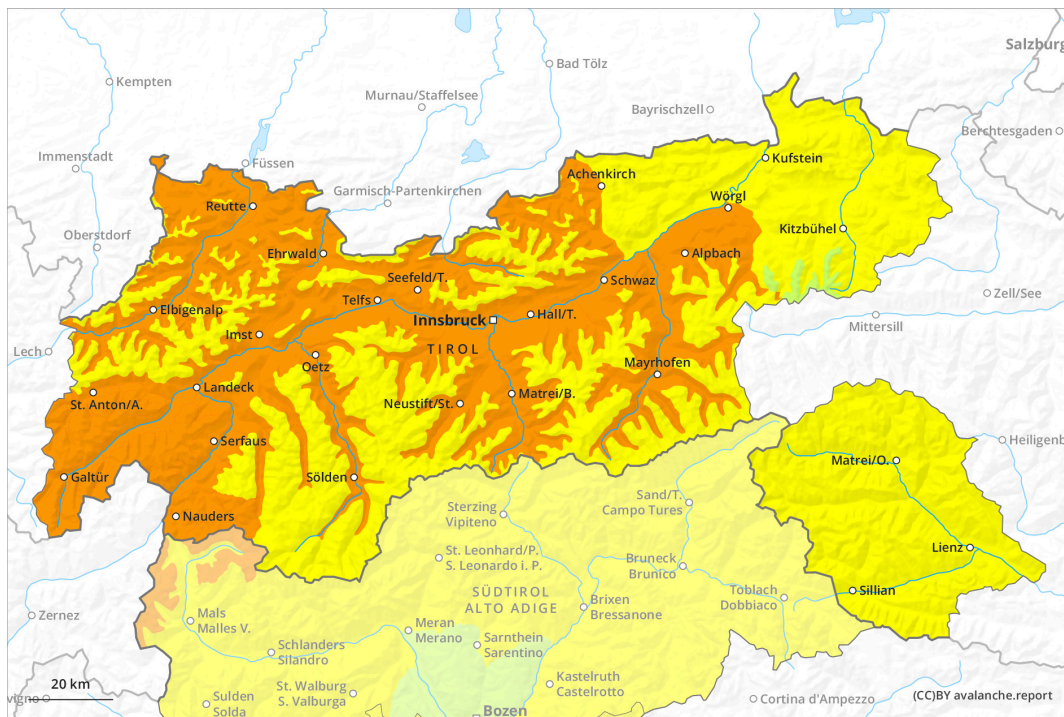 Salzburg
Kempten
Bad Tölz
Murnau/Staffelsee
Bayrischzell
Berchtesgaden
Immenstadt
Füssen
Kufstein
Achenkirch
Garmisch-Partenkirchen
Reutte
Wörgl
Oberstdorf
Kitzbühel
Ehrwald
Alpbach
Seefeld/T.
Schwaz
Zell/See
Telfs
Elbigenalp
Innsbruck
Hall/T.
Mittersill
Imst
Lech
TIROL
Oetz
Mayrhofen
Landeck
St. Anton/A.
Neustift/St.
Matrei/B.
Serfaus
Heiligenb
Matrei/O.
Galtür
Sölden
Sand/T.
Campo Tures
Sterzing
Vipiteno
Nauders
Lienz
St. Leonhard/P.
S. Leonardo i. P.
Bruneck
Brunico
SÜDTIROL
ALTO ADIGE
Toblach
Dobbiaco
Sillian
Brixen
Bressanone
Zernez
Mals
Malles V.
Meran
Merano
Sarnthein
Sarentino
Schlanders
Silandro
20 km
St. Walburg
S. Valburga
Kastelruth
Castelrotto
vigno
Sulden
Solda
Cortina d'Ampezzo
(CC)BY avalanche.report
Bozen